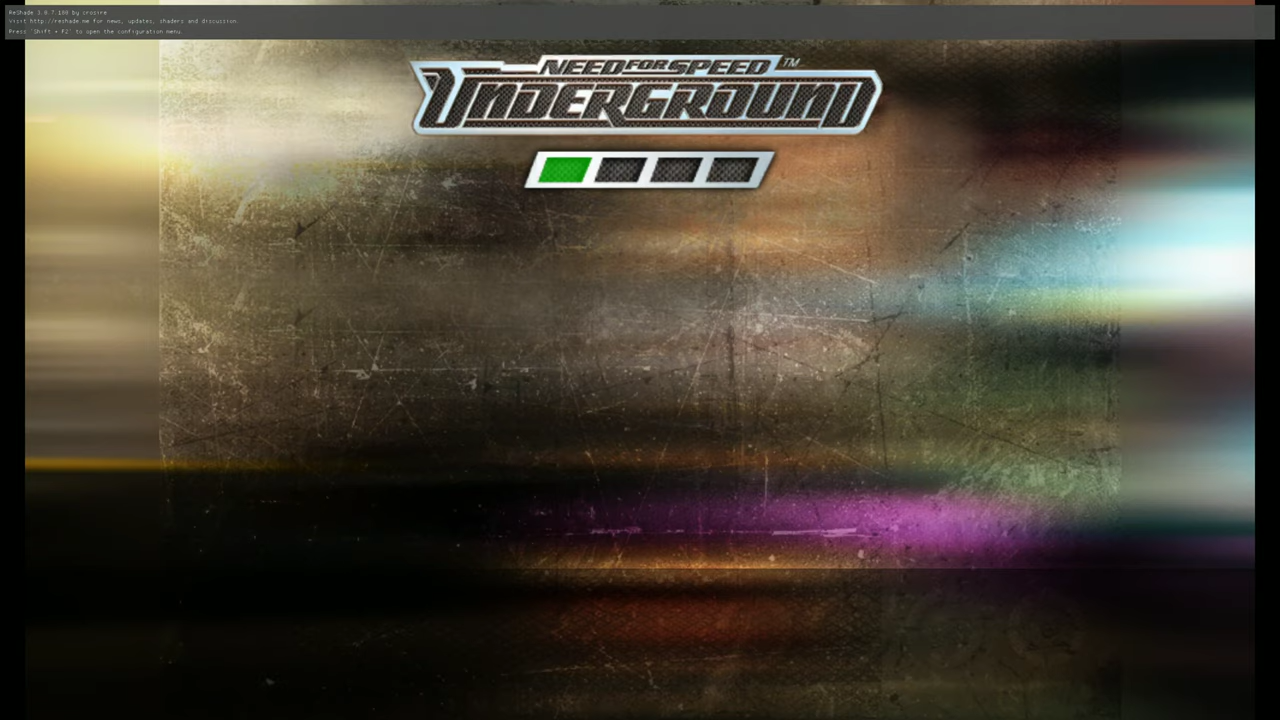 ReShade 3.0.7.160 by crosire
Visit http://reshade.me for news, updates, shaders and discussion.
Press 'Shift + F2' to open the configuration menu.
NEED FOR SPEED TM
UNDERGROUND